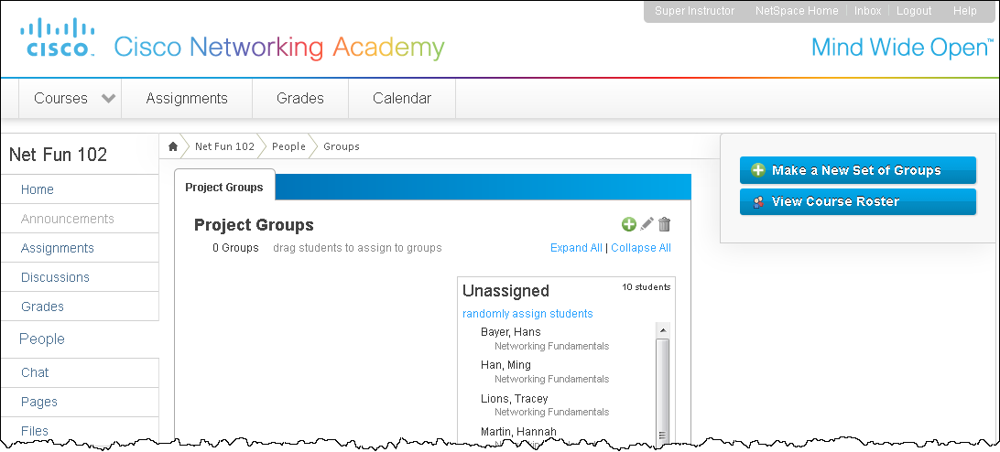 Super Instructor NetSpace Home Inbox Logout Help
CISCO. Cisco Networking Academy Mind Wide Open™
Courses Assignments Grades Calendar
Net Fun 102
Home
Announcements
Assignments
Discussions
Grades
People
Chat
Pages
Files
Net Fun 102 People Groups
Project Groups
Project Groups
0 Groups drag students to assign to groups
Expand All | Collapse All
Unassigned 10 students
randomly assign students
Bayer, Hans
Networking Fundamentals
Han, Ming
Networking Fundamentals
Lions, Tracey
Networking Fundamentals
Martin, Hannah
Make a New Set of Groups
View Course Roster